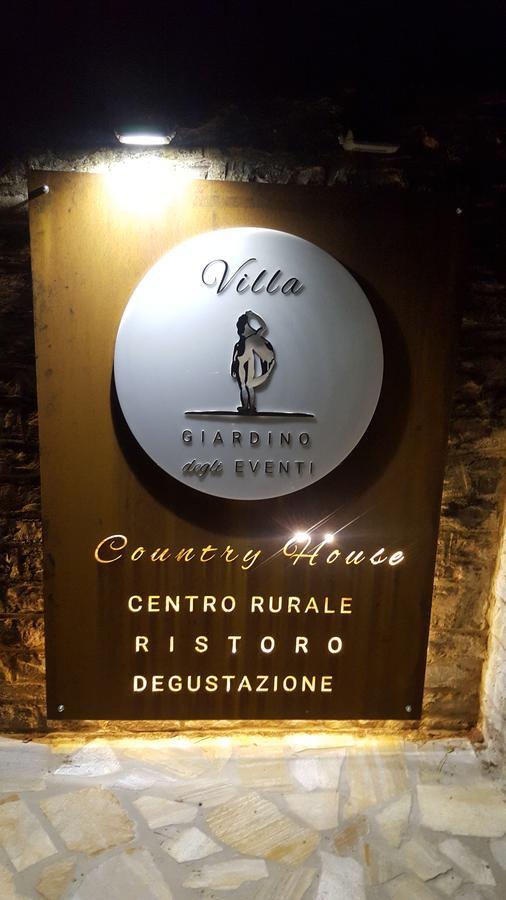 Villa
GIARDINO
degli EVENTI
Country House
CENTRO RURALE
RISTORO
DEGUSTAZIONE